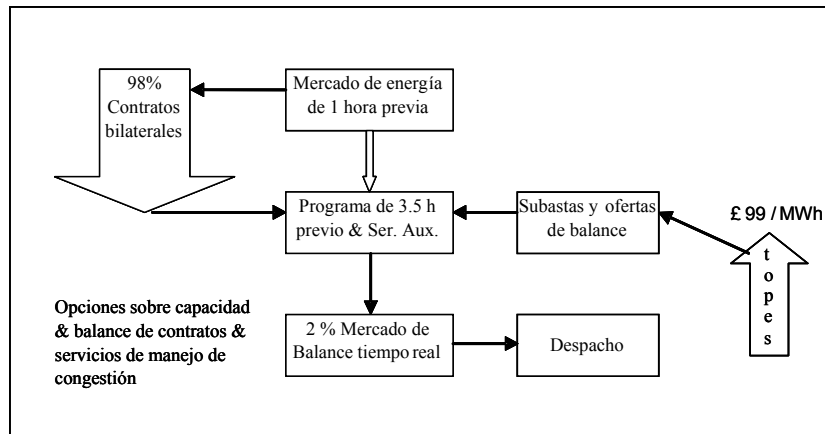 98%
Contratos
bilaterales
Mercado de energía
de 1 hora previa
Programa de 3.5 h
previo & Ser. Aux.
Subastas y ofertas
de balance
£ 99 / MWh
topes
Opciones sobre capacidad
& balance de contratos &
servicios de manejo de
congestión
2 % Mercado de
Balance tiempo real
Despacho